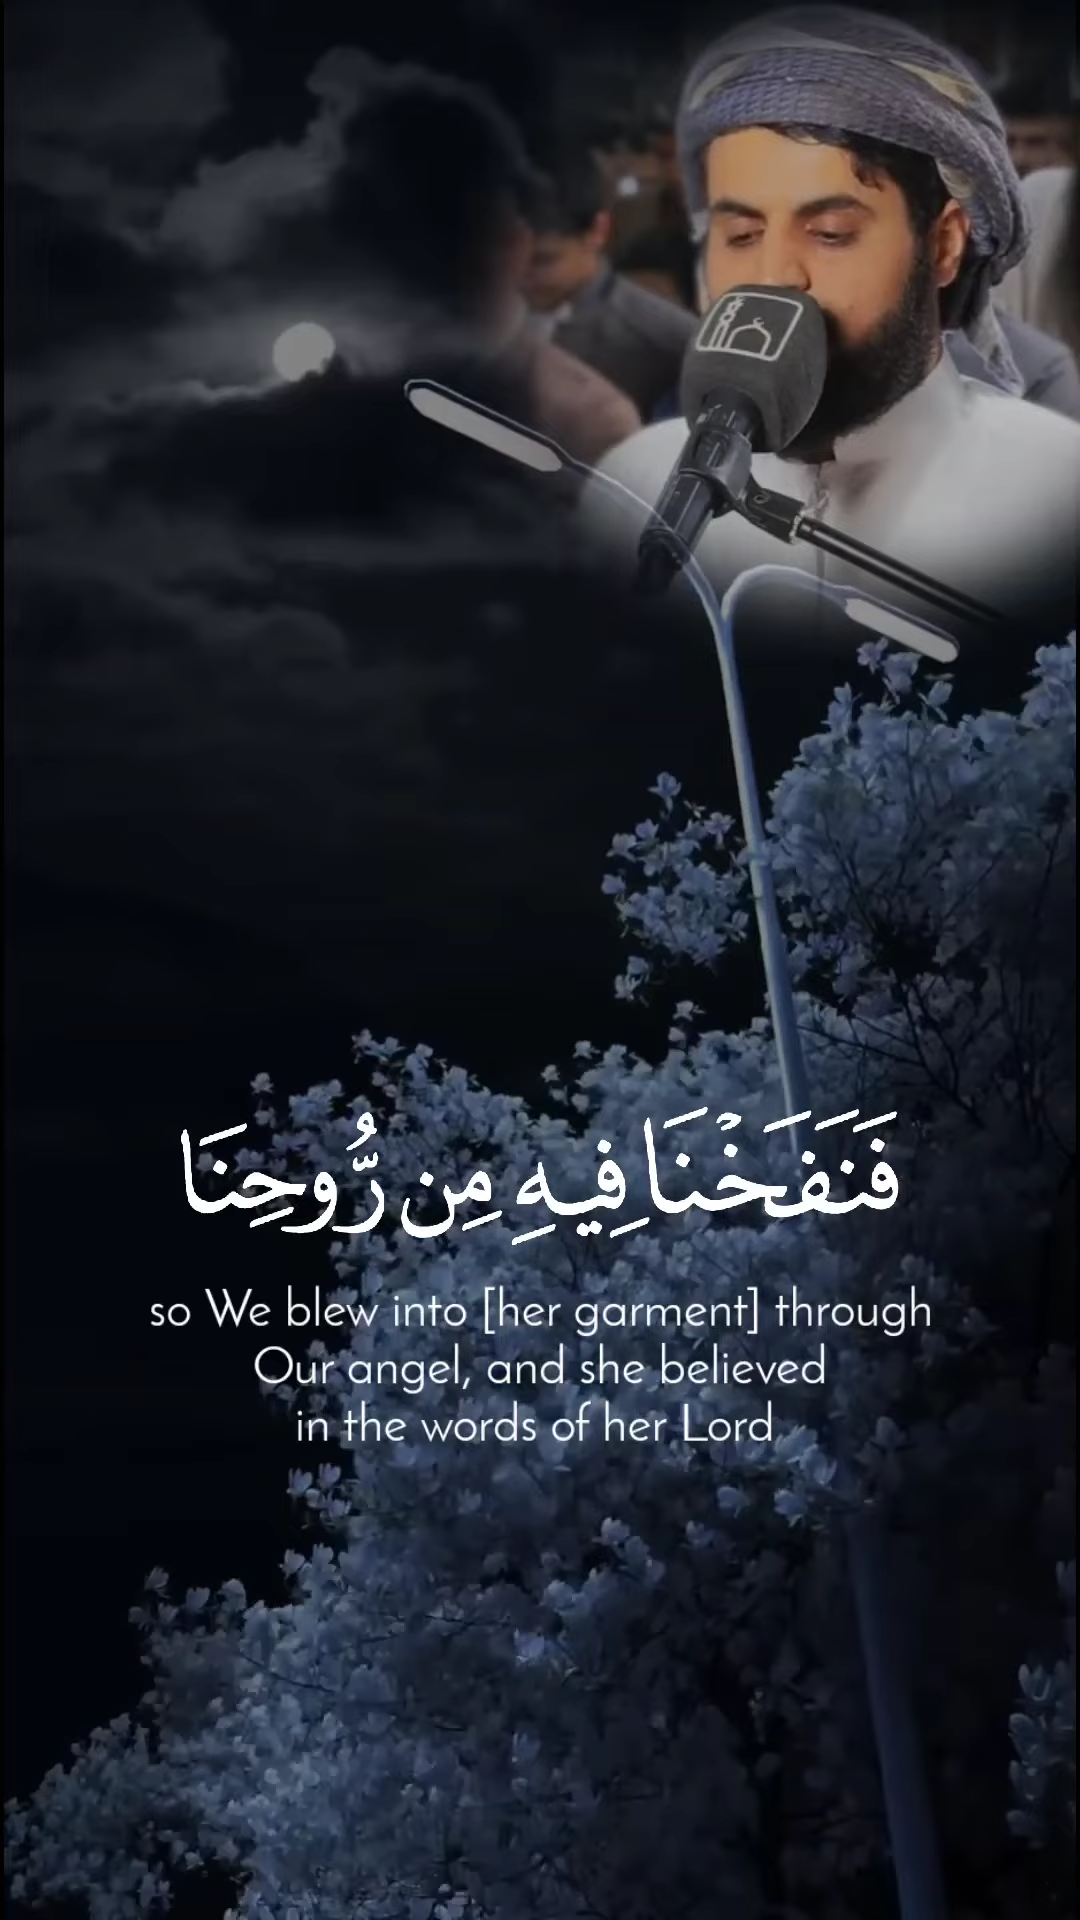 فَنَفَخْنَا فِيهِ مِن رُّوحِنَا
so We blew into [her garment] through
Our angel, and she believed
in the words of her Lord